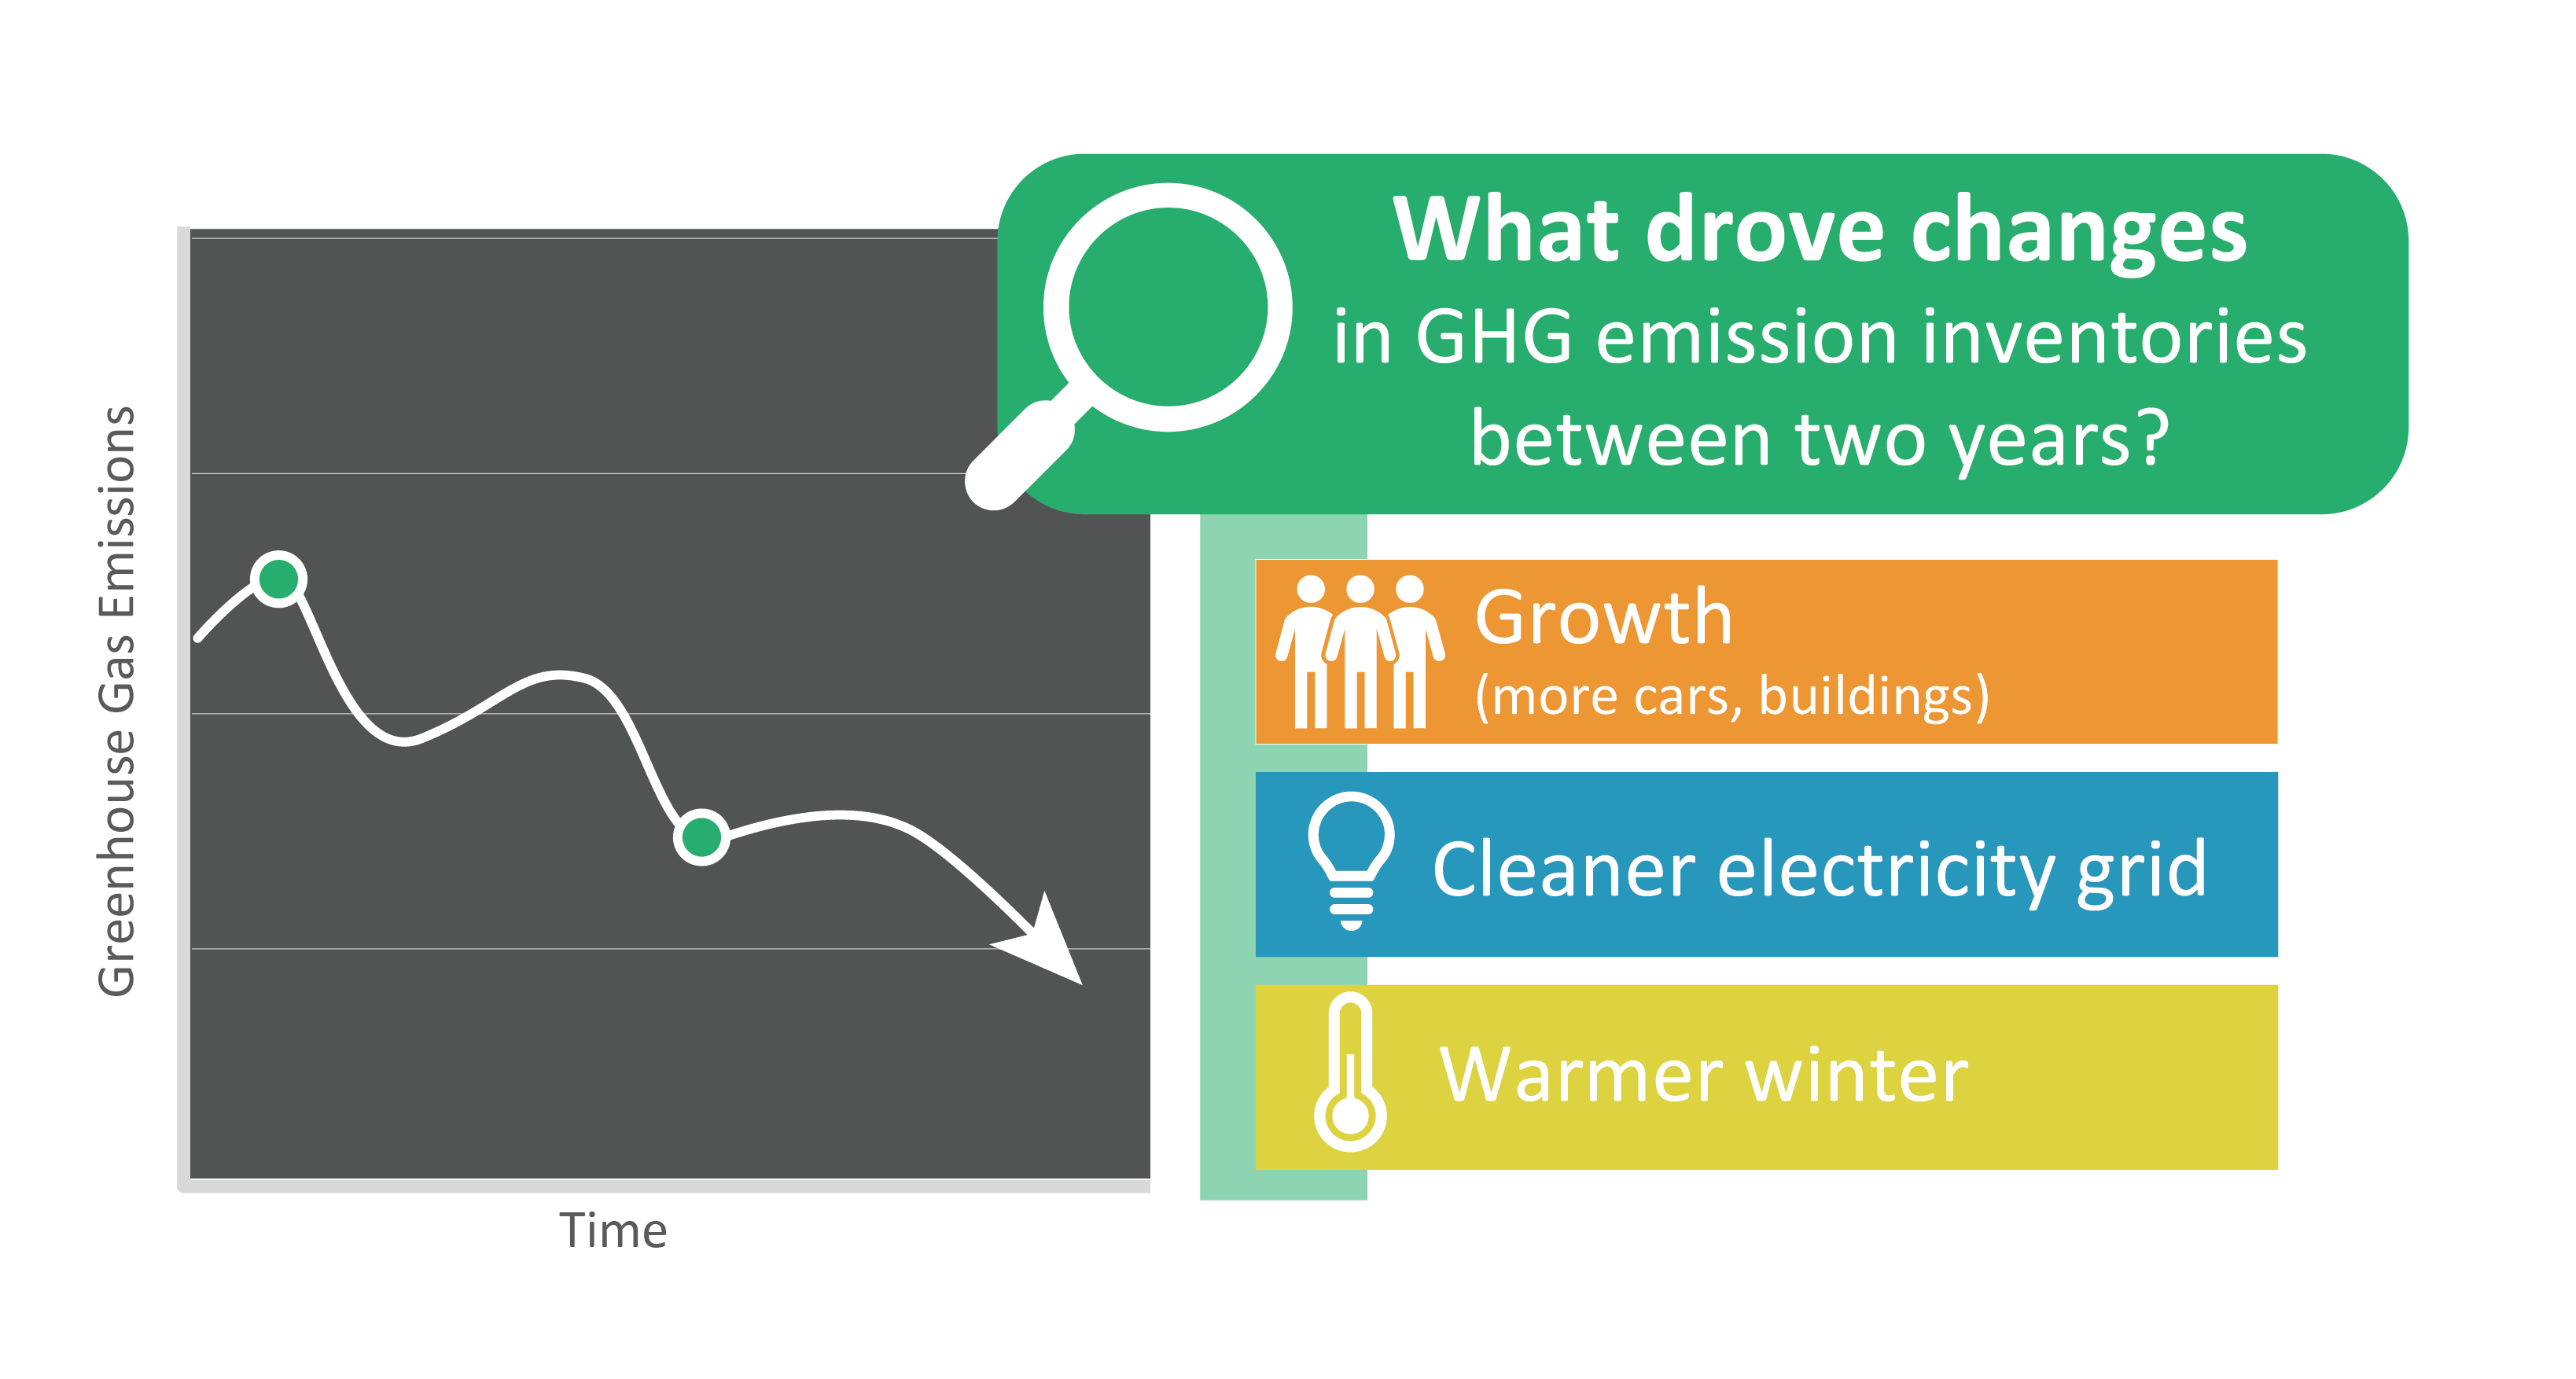 What drove changes
in GHG emission inventories
between two years?
Greenhouse Gas Emissions
Growth
(more cars, buildings)
Cleaner electricity grid
Warmer winter
Time